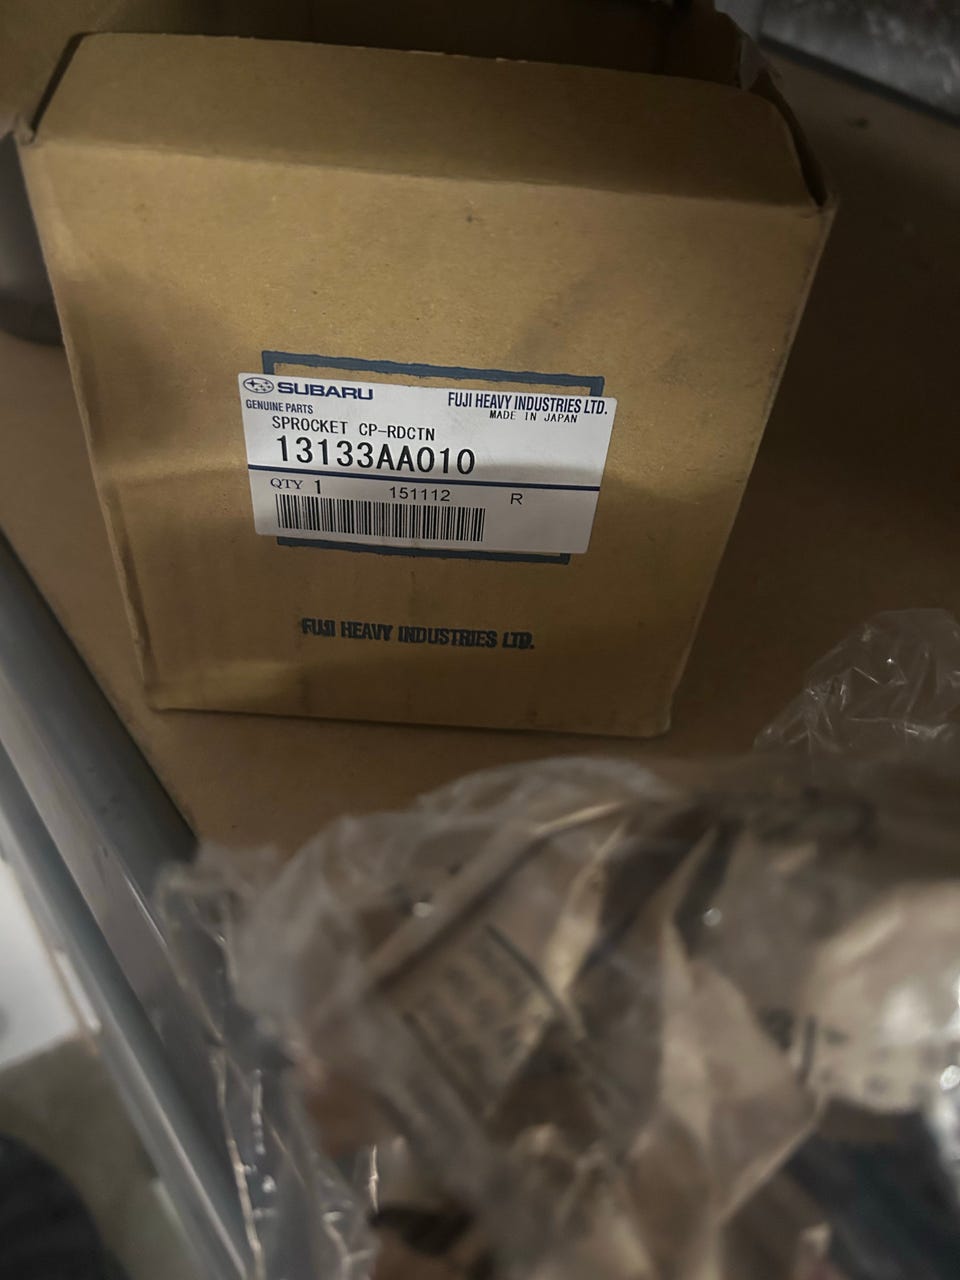 SUBARU
FUJI HEAVY INDUSTRIES LTD.
GENUINE PARTS
MADE IN JAPAN
SPROCKET CP-RDCTN
13133AA010
QTY 1 151112 R
FUJI HEAVY INDUSTRIES LTD.